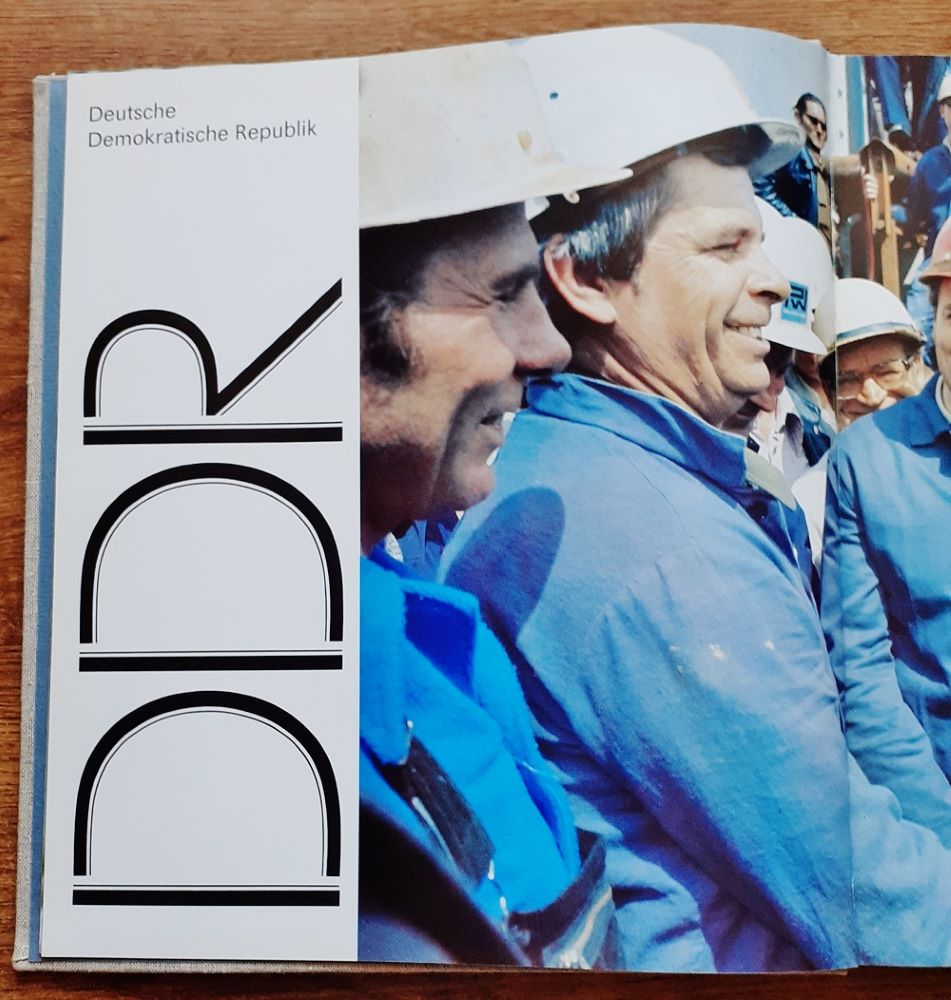 Deutsche
Demokratische Republik
DDR